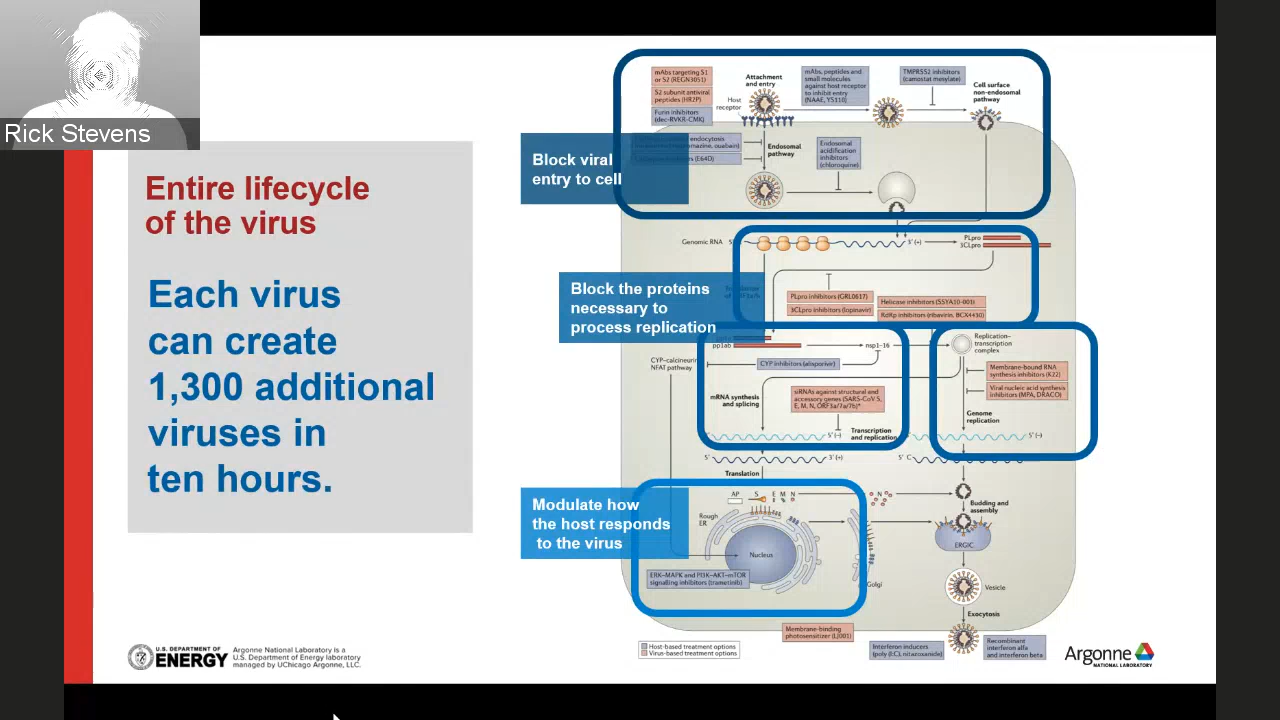 Rick Stevens
Entire lifecycle
of the virus
Each virus
can create
1,300 additional
viruses in
ten hours.
Block viral
entry to cell
Block the proteins
necessary to
process replication
Modulate how
the host responds
to the virus
mAbs targeting S1
or S2 (REGN3051)
S2 subunit antiviral
peptides (HR2P)
Furin inhibitors
(dec-RVKR-CMK)
Attachment
and entry
Host
receptor
mAbs, peptides and
small molecules
against host receptor
to inhibit entry
(NAAE, YS110)
TMPRSS2 inhibitors
(camostat mesylate)
Cell surface
non-endosomal
pathway
endocytosis
ouabain)
(E64D)
Endosomal
pathway
Endosomal
acidification
inhibitors
(chloroquine)
Genomic RNA
5'
3' (+)
PLpro
3CLpro
PLpro inhibitors (GRL0617)
3CLpro inhibitors (lopinavir)
Helicase inhibitors (SSYA10-001)
RdRp inhibitors (ribavirin, BCX4430)
pp1ab
nsp1–16
Replication–
transcription
complex
CYP-calcineurin
NFAT pathway
CYP inhibitors (alisporivir)
Membrane-bound RNA
synthesis inhibitors (K22)
Viral nucleic acid synthesis
inhibitors (MPA, DRACO)
mRNA synthesis
and splicing
siRNAs against structural and
accessory genes (SARS-CoV S,
E, M, N, ORF3a/7a/7b)*
Genome
replication
5' (–)
Transcription
and replication
5' (–)
5'
3' (+)
5' C
Translation
AP S E M N
N
Budding and
assembly
Rough
ER
Nucleus
ERGIC
Golgi
ERK–MAPK and PI3K–AKT–mTOR
signalling inhibitors (trametinib)
Vesicle
Exocytosis
Membrane-binding
photosensitizer (LJ001)
Host-based treatment options
Virus-based treatment options
Interferon inducers
(poly (I:C), nitazoxanide)
Recombinant
interferon alfa
and interferon beta
U.S. DEPARTMENT OF
ENERGY
Argonne National Laboratory is a
U.S. Department of Energy laboratory
managed by UChicago Argonne, LLC.
Argonne
NATIONAL LABORATORY